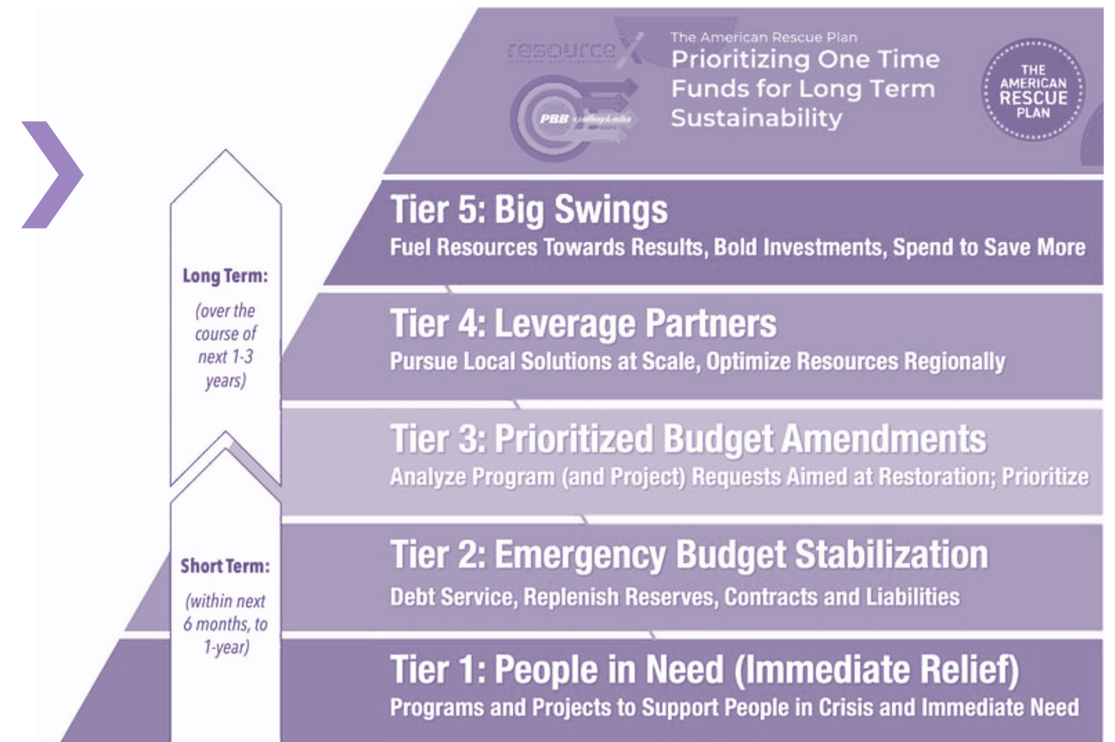 resourceX
The American Rescue Plan
Prioritizing One Time
Funds for Long Term
Sustainability
THE
AMERICAN
RESCUE
PLAN
PBB
Tier 5: Big Swings
Fuel Resources Towards Results, Bold Investments, Spend to Save More
Long Term:
(over the
course of
next 1-3
years)
Tier 4: Leverage Partners
Pursue Local Solutions at Scale, Optimize Resources Regionally
Tier 3: Prioritized Budget Amendments
Analyze Program (and Project) Requests Aimed at Restoration; Prioritize
Short Term:
(within next
6 months, to
1-year)
Tier 2: Emergency Budget Stabilization
Debt Service, Replenish Reserves, Contracts and Liabilities
Tier 1: People in Need (Immediate Relief)
Programs and Projects to Support People in Crisis and Immediate Need